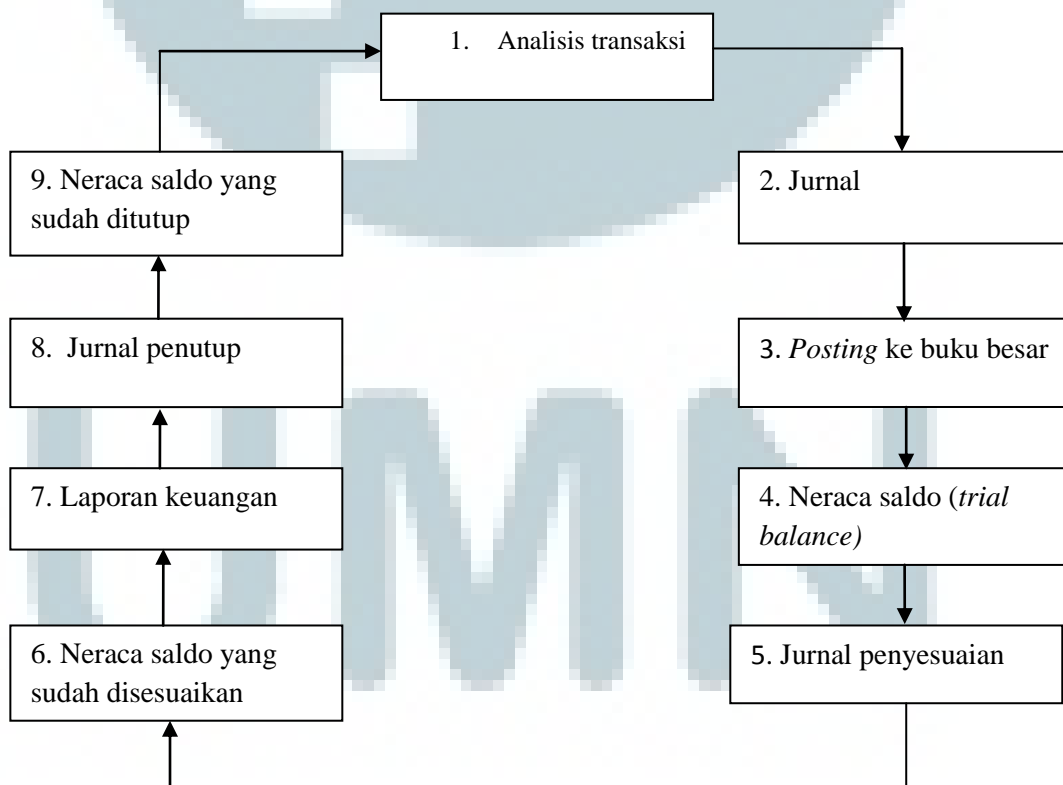 1. Analisis transaksi
2. Jurnal
3. Posting ke buku besar
4. Neraca saldo (trial
balance)
5. Jurnal penyesuaian
6. Neraca saldo yang
sudah disesuaikan
7. Laporan keuangan
8. Jurnal penutup
9. Neraca saldo yang
sudah ditutup
UMN